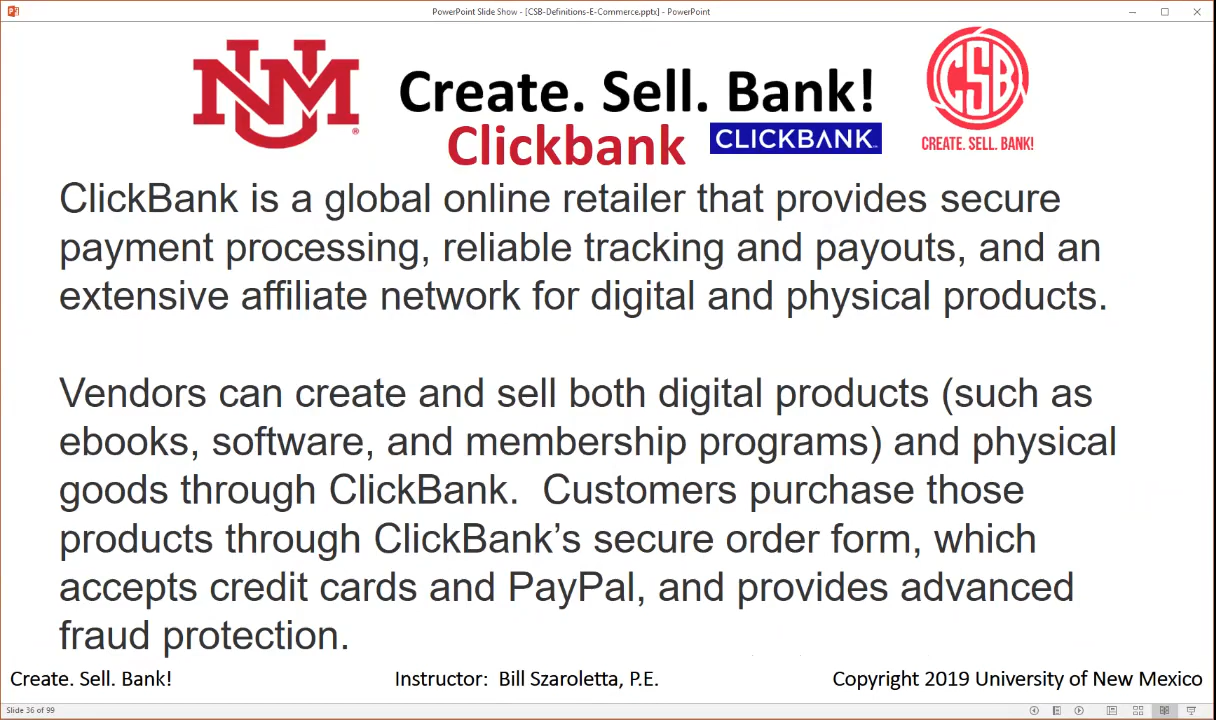 PowerPoint Slide Show - [CSB-Definitions-E-Commerce.pptx] - PowerPoint
UNM
®
Create. Sell. Bank!
Clickbank
CLICKBANK™
CSB
CREATE. SELL. BANK!
ClickBank is a global online retailer that provides secure
payment processing, reliable tracking and payouts, and an
extensive affiliate network for digital and physical products.
Vendors can create and sell both digital products (such as
ebooks, software, and membership programs) and physical
goods through ClickBank.  Customers purchase those
products through ClickBank’s secure order form, which
accepts credit cards and PayPal, and provides advanced
fraud protection.
Create. Sell. Bank!
Instructor:  Bill Szaroletta, P.E.
Copyright 2019 University of New Mexico
Slide 36 of 99